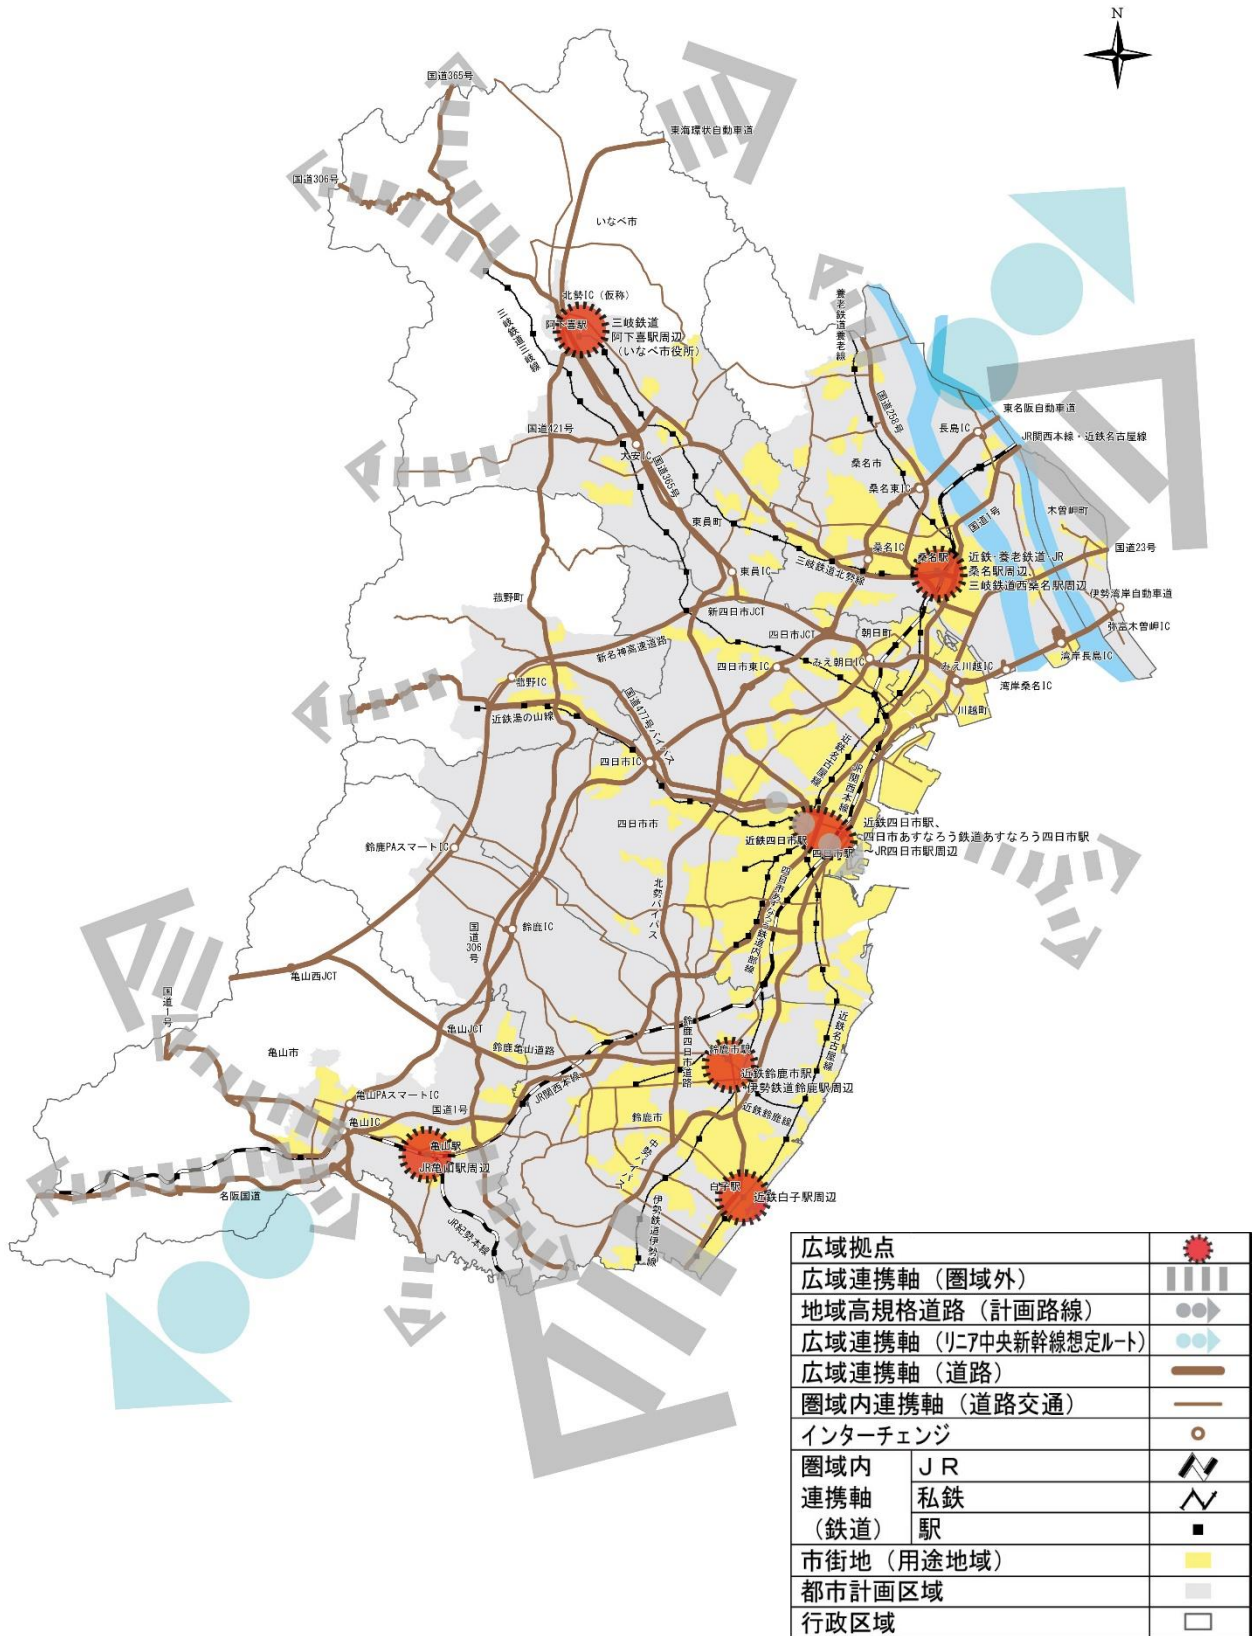 N
国道365号
東海環状自動車道
国道306号
いなべ市
北勢IC（仮称）
阿下喜駅
三岐鉄道
阿下喜駅周辺
（いなべ市役所）
三岐鉄道三岐線
養老鉄道養老線
国道258号
東名阪自動車道
長島IC
JR関西本線・近鉄名古屋線
国道421号
大安IC
国道365号
桑名市
桑名東IC
東員町
国道1号
木曽岬町
桑名IC
桑名駅
近鉄・養老鉄道・JR
桑名駅周辺、
三岐鉄道西桑名駅周辺
国道23号
東員IC
三岐鉄道北勢線
伊勢湾岸自動車道
弥富木曽岬IC
菰野町
新四日市JCT
四日市JCT
朝日町
新名神高速道路
四日市東IC
みえ朝日IC
みえ川越IC
湾岸長島IC
湾岸桑名IC
菰野IC
国道477号バイパス
川越町
近鉄湯の山線
近鉄名古屋線
JR関西本線
四日市IC
四日市市
近鉄四日市駅
四日市駅
近鉄四日市駅、
四日市あすなろう鉄道あすなろう四日市駅
～JR四日市駅周辺
鈴鹿PAスマートIC
北勢バイパス
四日市あすなろう鉄道内部線
国道306号
鈴鹿IC
亀山西JCT
国道1号
亀山JCT
亀山市
鈴鹿亀山道路
鈴鹿四日市道路
近鉄名古屋線
鈴鹿市駅
近鉄鈴鹿市駅・
伊勢鉄道鈴鹿駅周辺
JR関西本線
亀山PAスマートIC
国道1号
亀山IC
鈴鹿市
近鉄鈴鹿線
亀山駅
JR亀山駅周辺
中勢バイパス
白子駅
近鉄白子駅周辺
名阪国道
JR紀勢本線
伊勢鉄道伊勢線
広域拠点
広域連携軸（圏域外）
地域高規格道路（計画路線）
広域連携軸（リニア中央新幹線想定ルート）
広域連携軸（道路）
圏域内連携軸（道路交通）
インターチェンジ
圏域内 ＪＲ
連携軸 私鉄
（鉄道） 駅
市街地（用途地域）
都市計画区域
行政区域